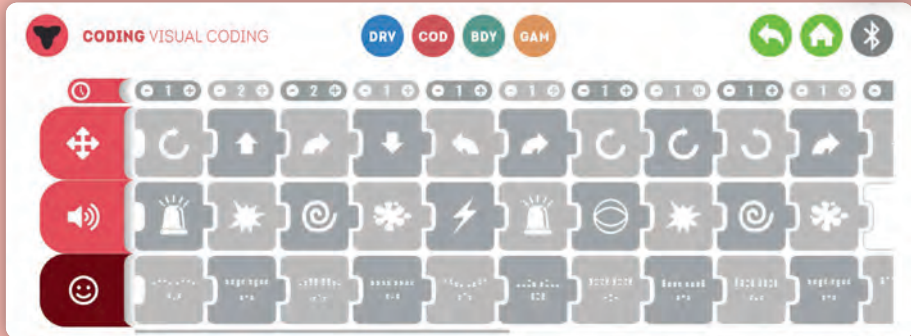 CODING VISUAL CODING DRV COD BDY GAM
1 2 2 1 1 1 1 1 1 1